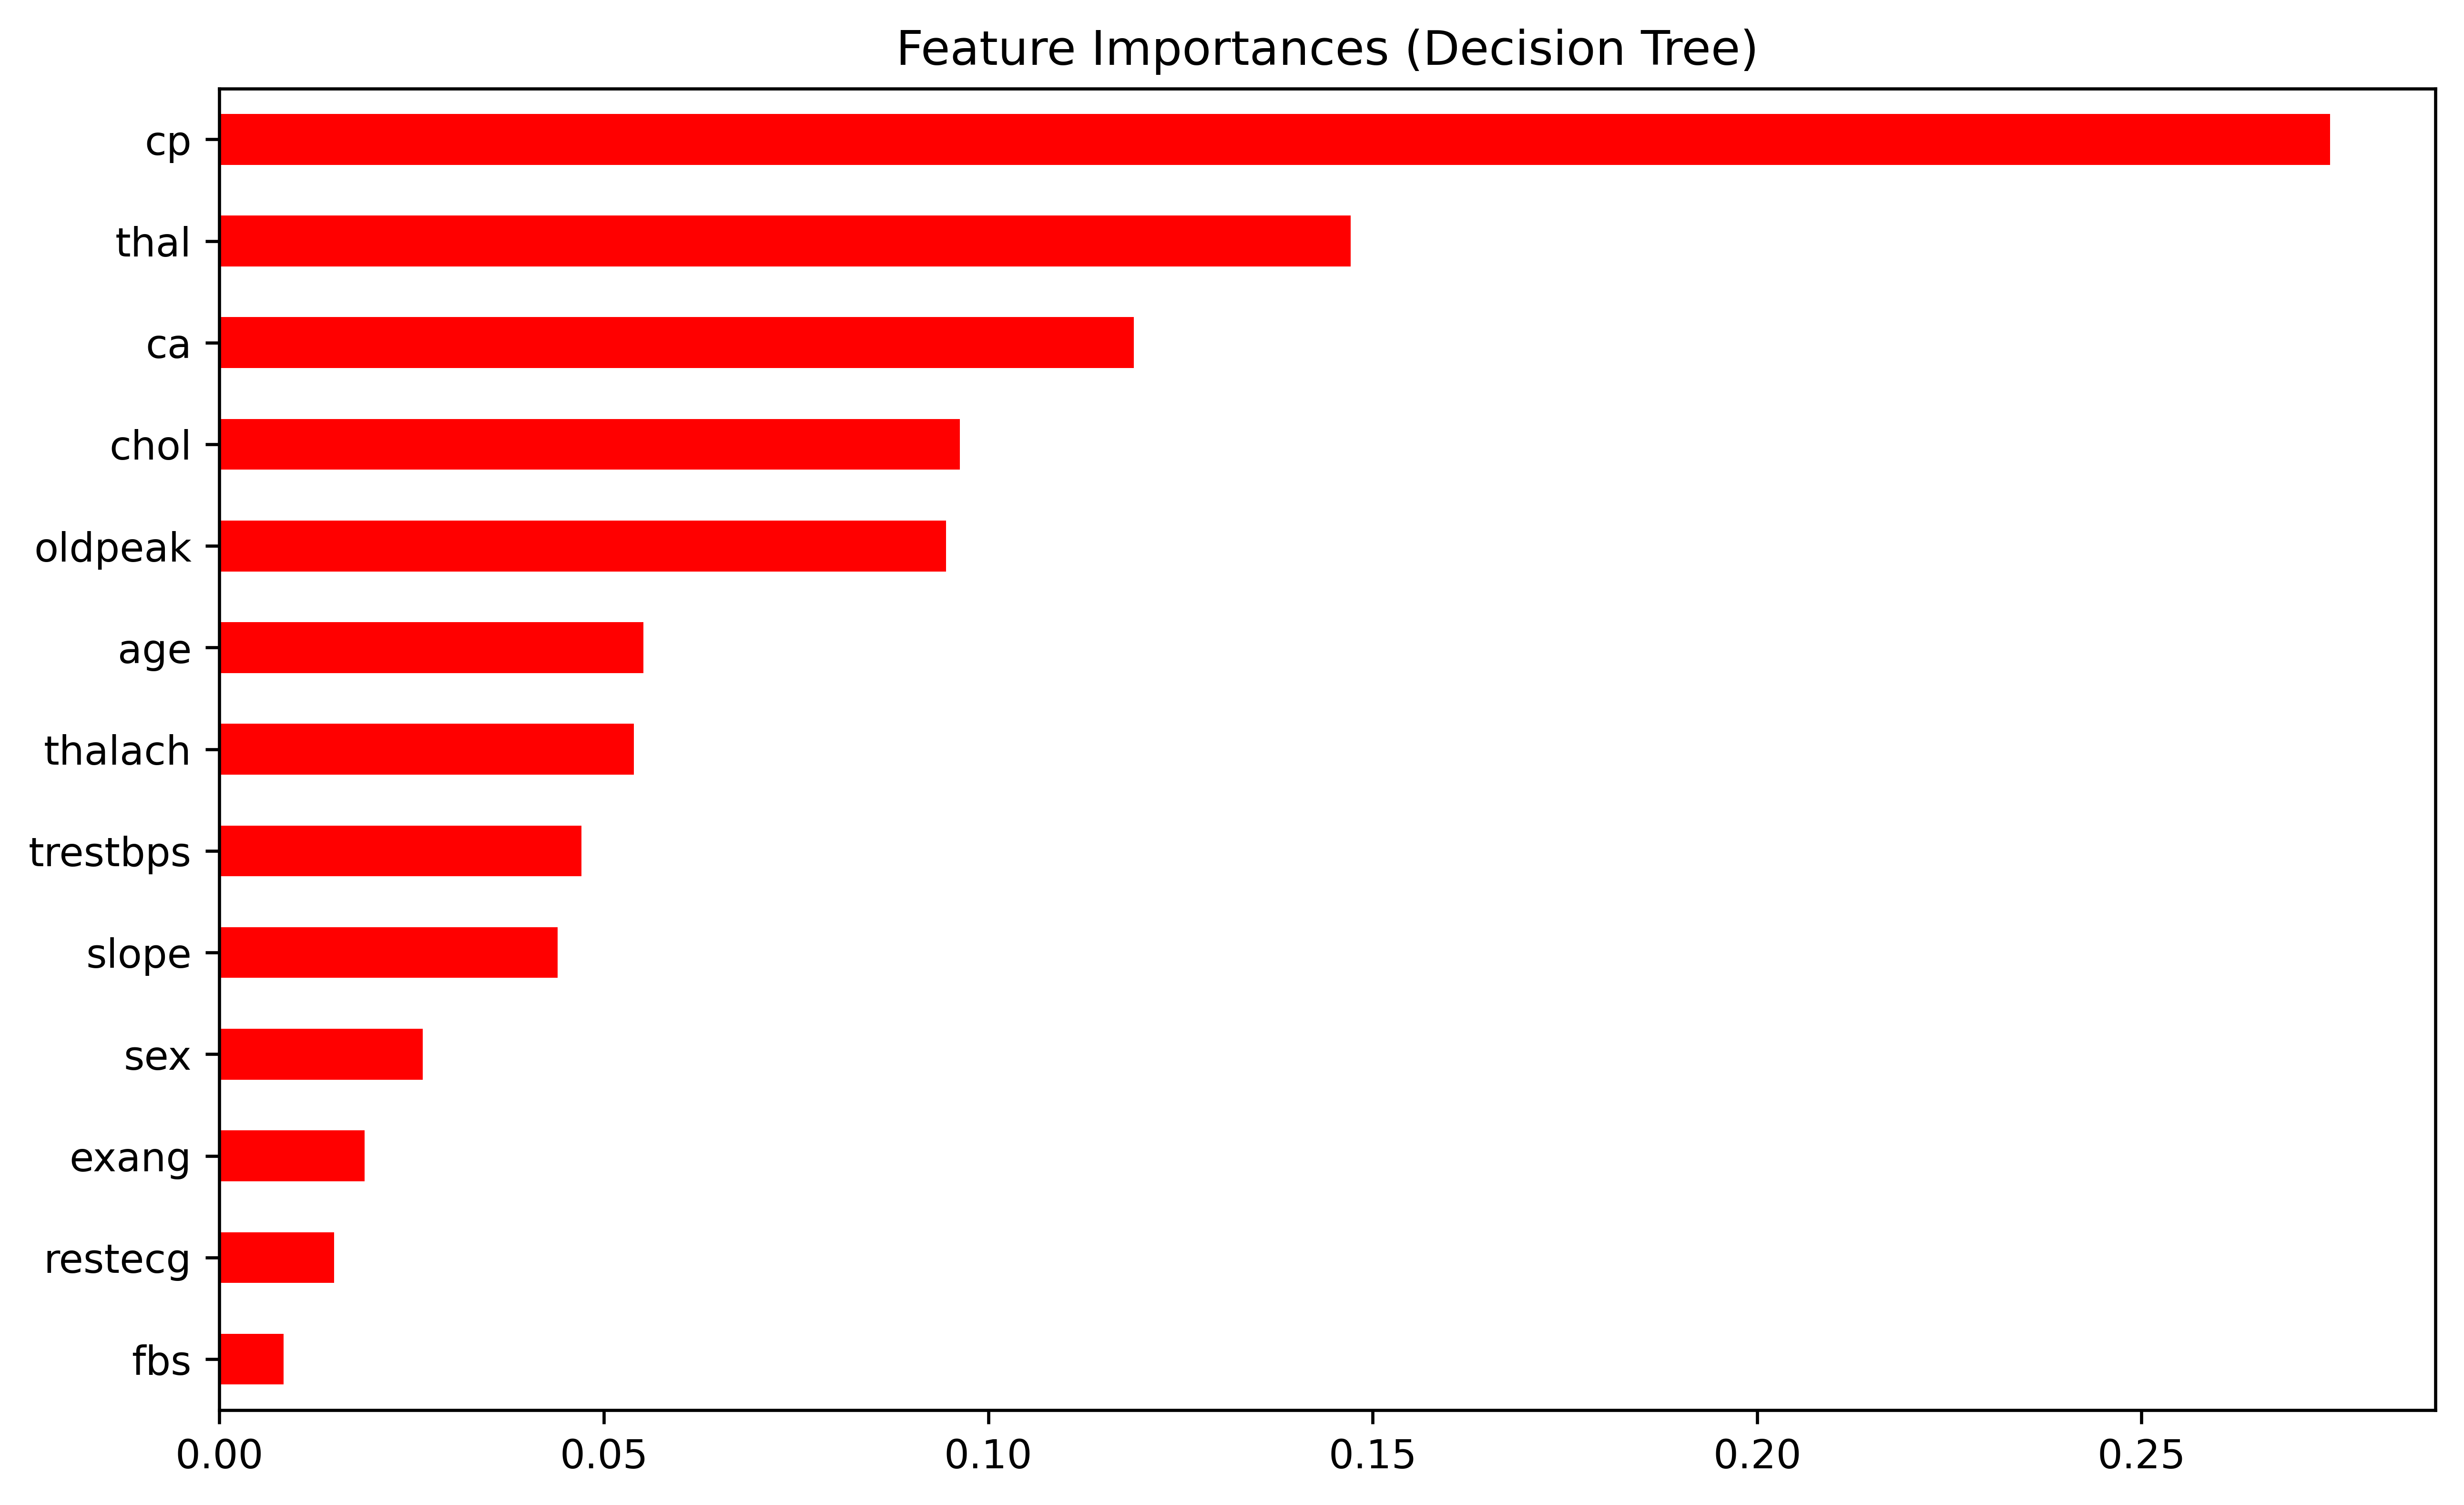 Feature Importances (Decision Tree)
cp
thal
ca
chol
oldpeak
age
thalach
trestbps
slope
sex
exang
restecg
fbs
0.00 0.05 0.10 0.15 0.20 0.25